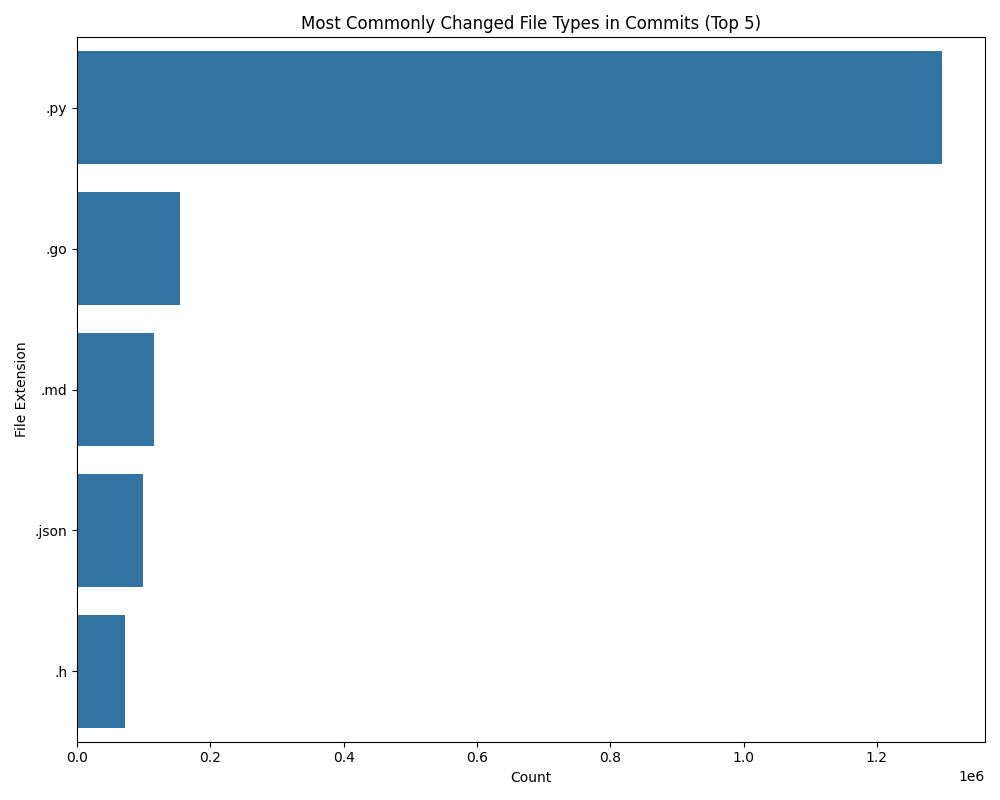 Most Commonly Changed File Types in Commits (Top 5)
File Extension
.py
.go
.md
.json
.h
0.0 0.2 0.4 0.6 0.8 1.0 1.2
1e6
Count